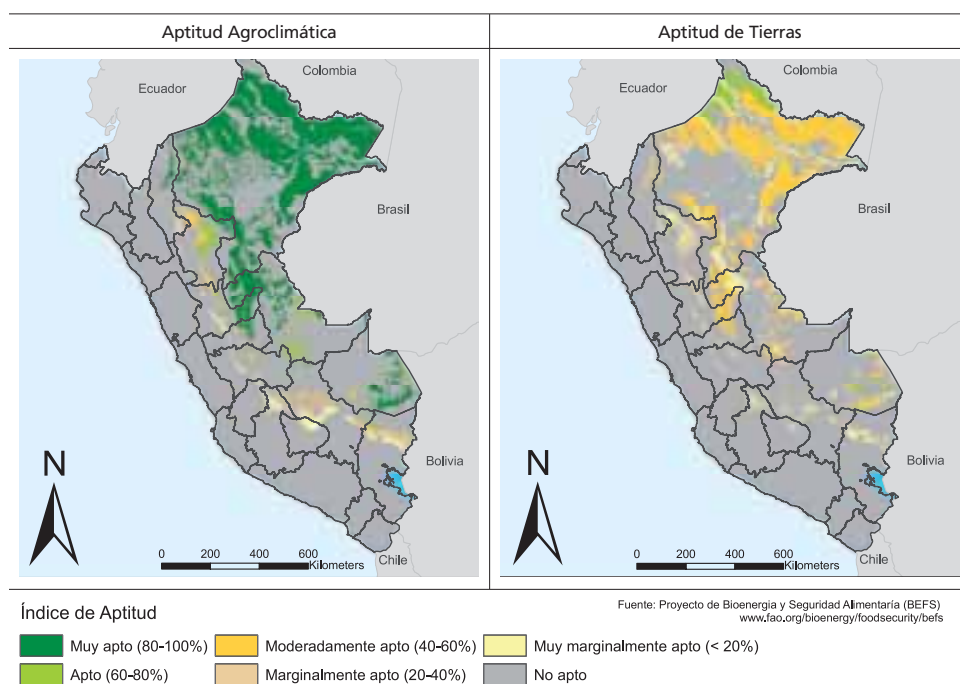 Aptitud Agroclimática
Aptitud de Tierras
Colombia
Ecuador
Brasil
Bolivia
Chile
N
0 200 400 600
Kilometers
Colombia
Ecuador
Brasil
Bolivia
Chile
N
0 200 400 600
Kilometers
Índice de Aptitud
Fuente: Proyecto de Bioenergia y Seguridad Alimentaría (BEFS)
www.fao.org/bioenergy/foodsecurity/befs
Muy apto (80-100%)
Moderadamente apto (40-60%)
Muy marginalmente apto (< 20%)
Apto (60-80%)
Marginalmente apto (20-40%)
No apto